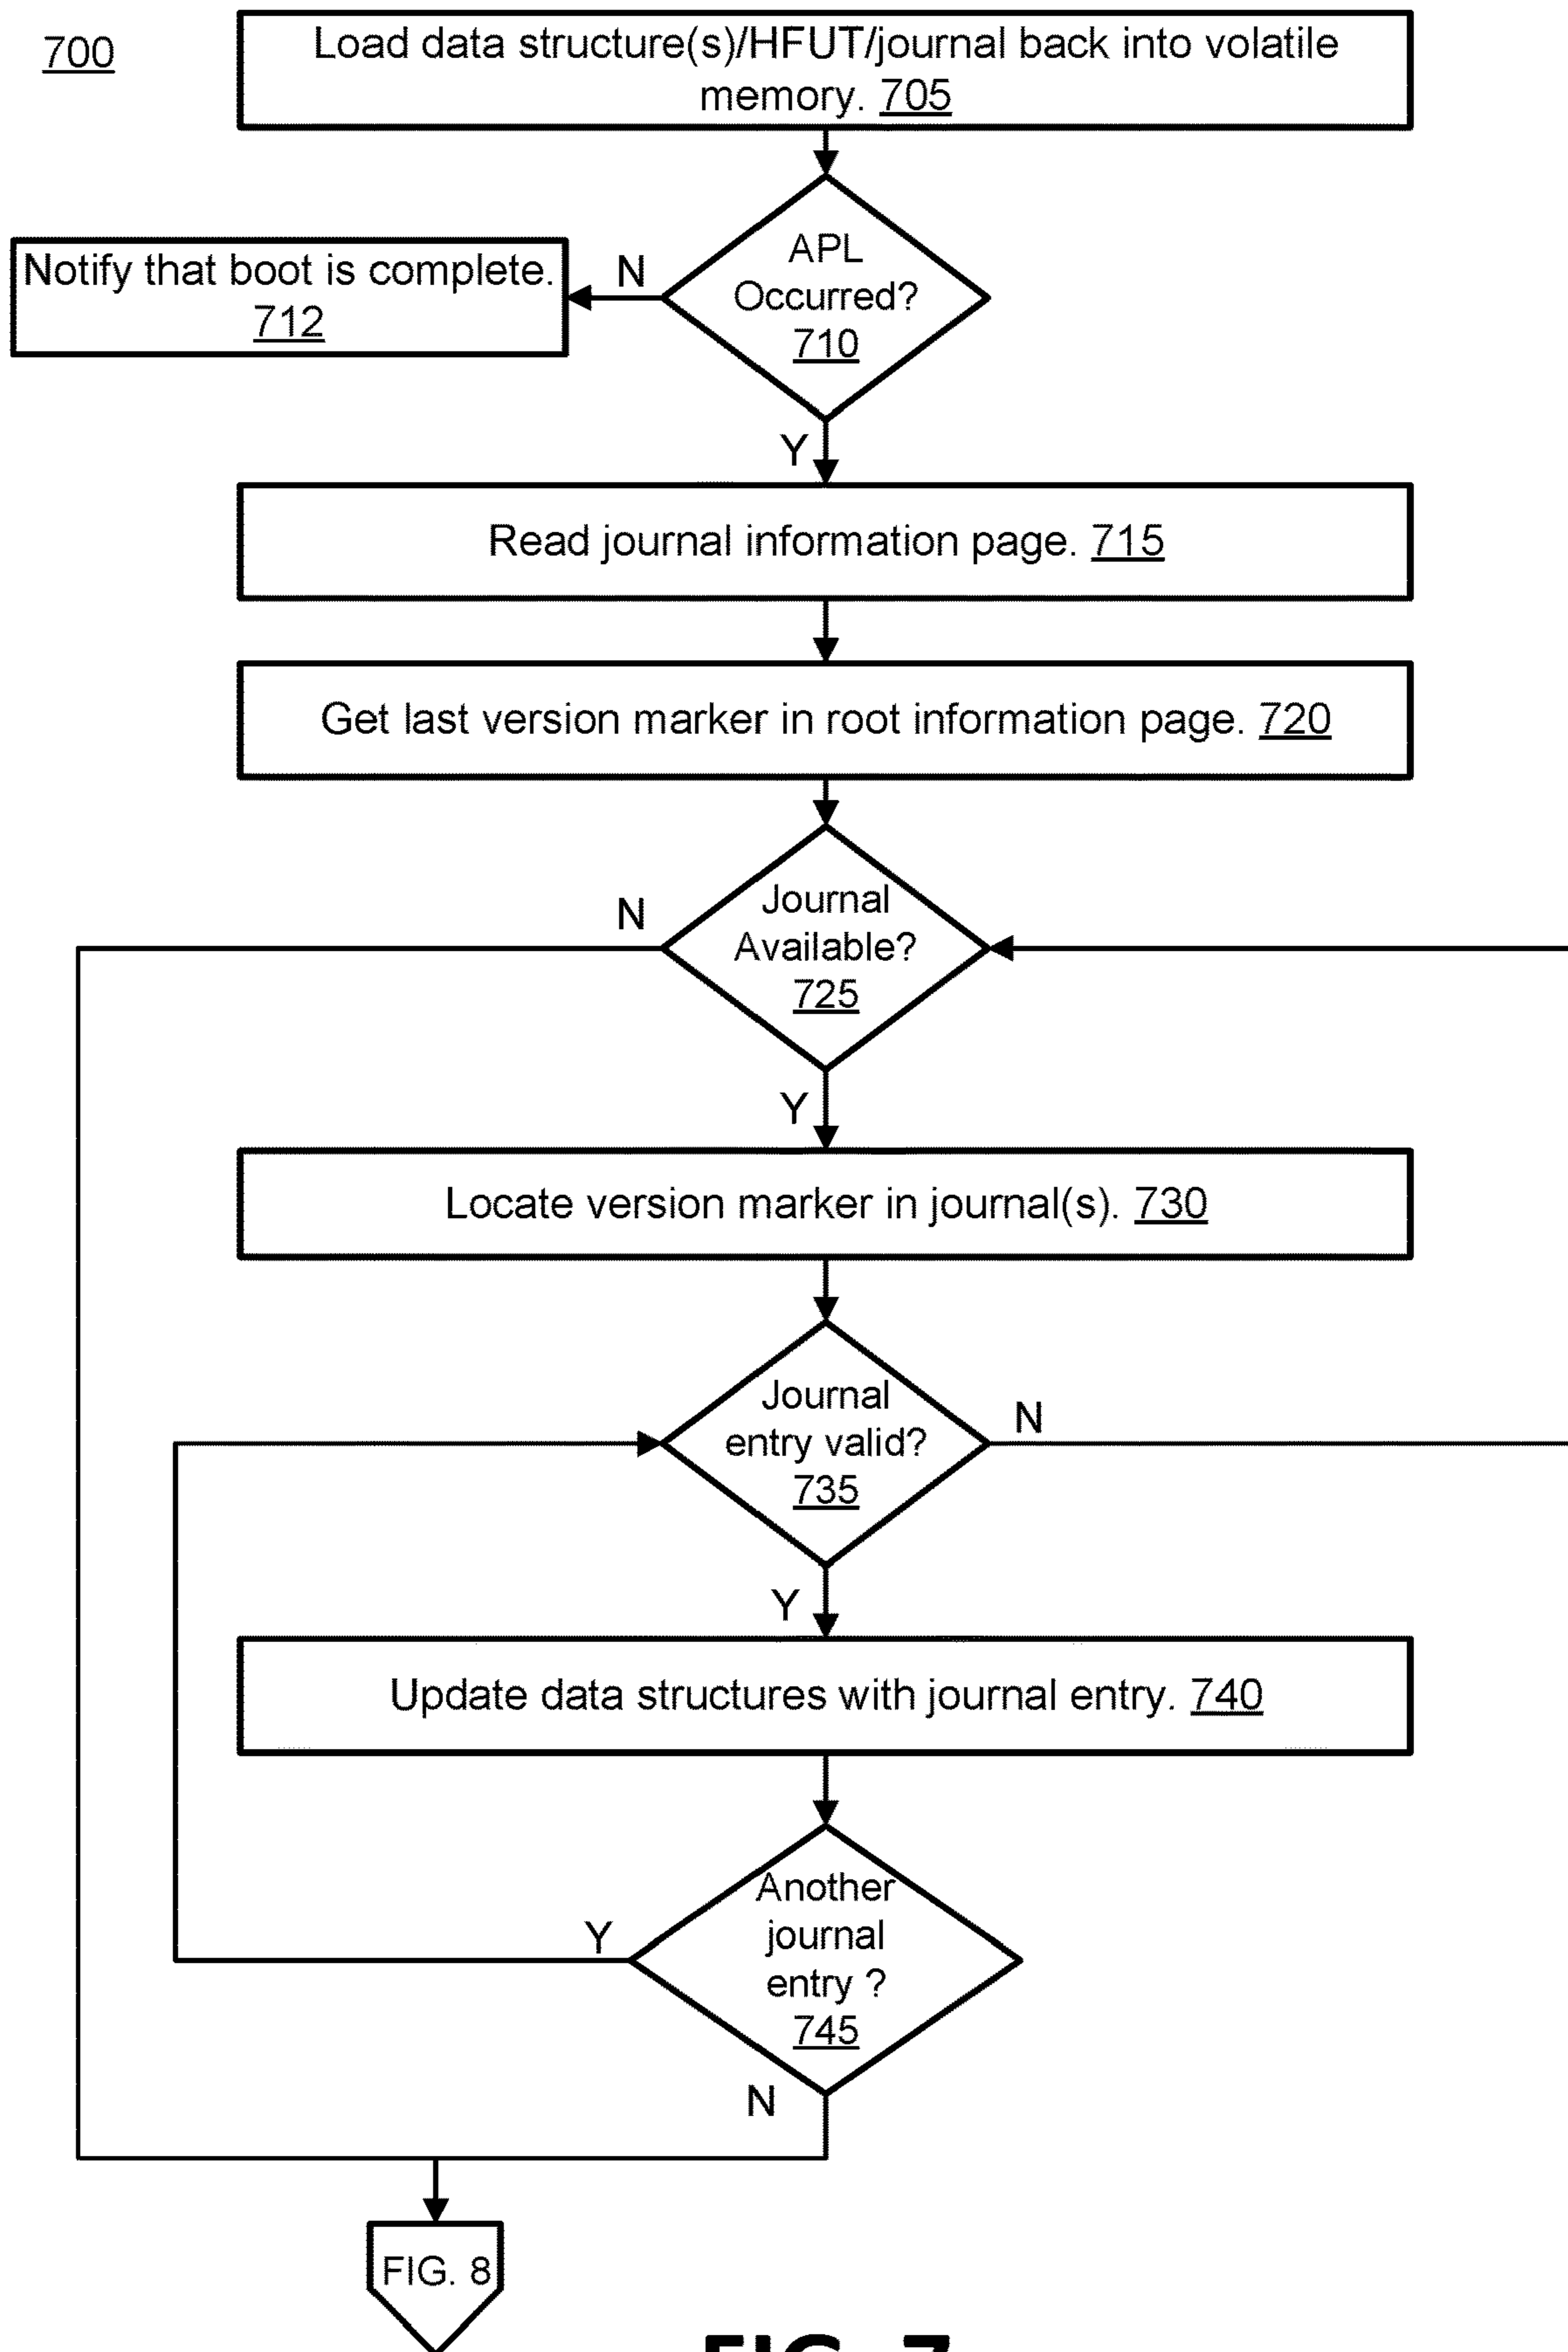 700
Load data structure(s)/HFUT/journal back into volatile
memory. 705
APL
Occurred?
710
N
Notify that boot is complete.
712
Y
Read journal information page. 715
Get last version marker in root information page. 720
N
Journal
Available?
725
Y
Locate version marker in journal(s). 730
Journal
entry valid?
735
N
Y
Update data structures with journal entry. 740
Another
journal
entry ?
745
Y
N
FIG. 8
FIG. 7